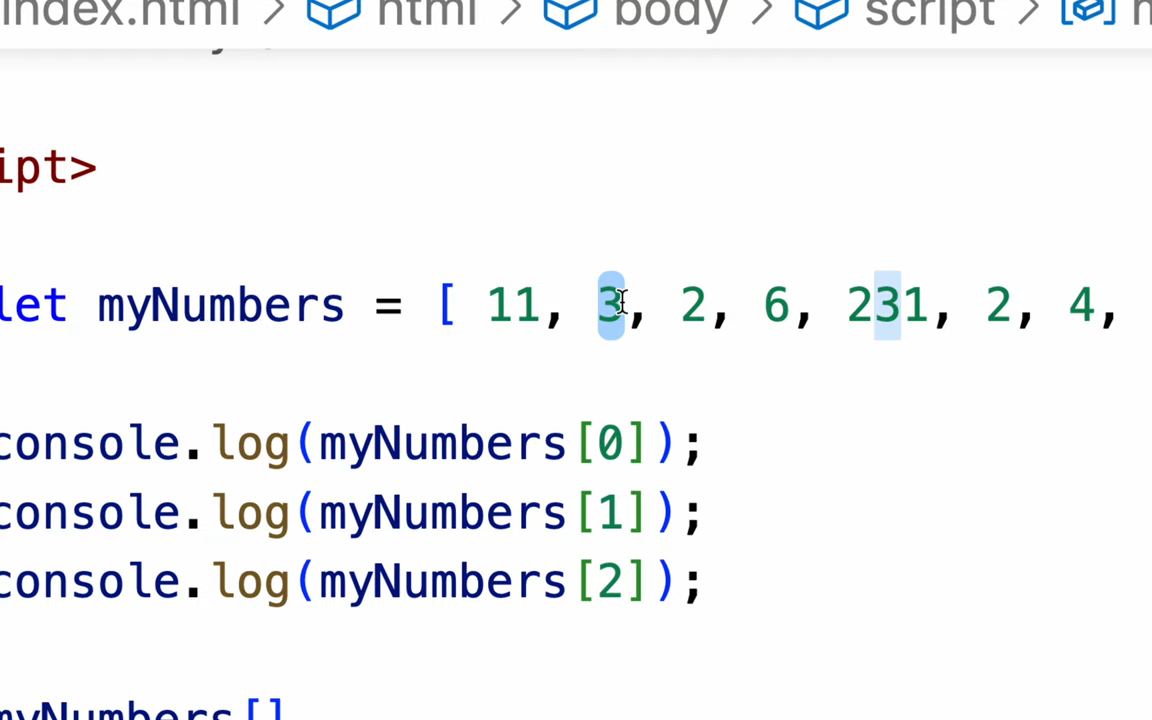 index.html > html > body > script >
ipt>
let myNumbers = [ 11, 3, 2, 6, 231, 2, 4,
console.log(myNumbers[0]);
console.log(myNumbers[1]);
console.log(myNumbers[2]);
myNumbers[]